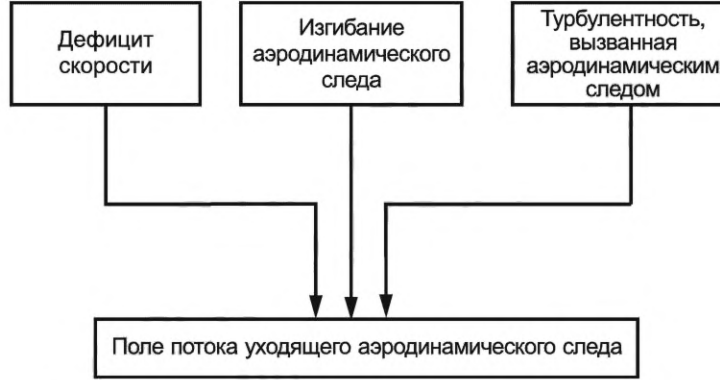 Дефицит
скорости
Изгибание
аэродинамического
следа
Турбулентность,
вызванная
аэродинамическим
следом
Поле потока уходящего аэродинамического следа